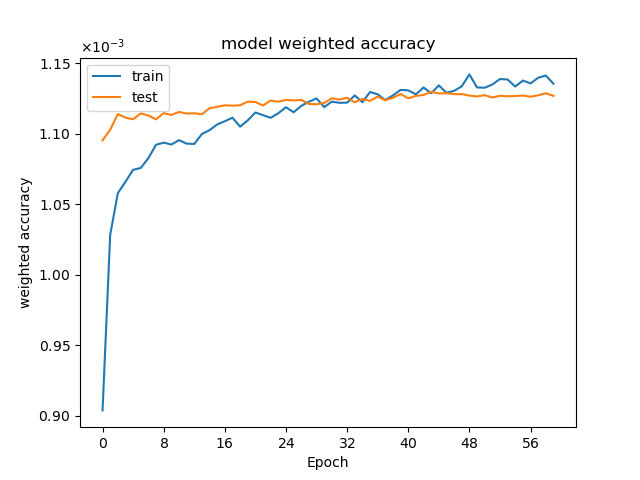 model weighted accuracy
×10⁻³
train
test
1.15
1.10
1.05
1.00
0.95
0.90
weighted accuracy
0 8 16 24 32 40 48 56
Epoch